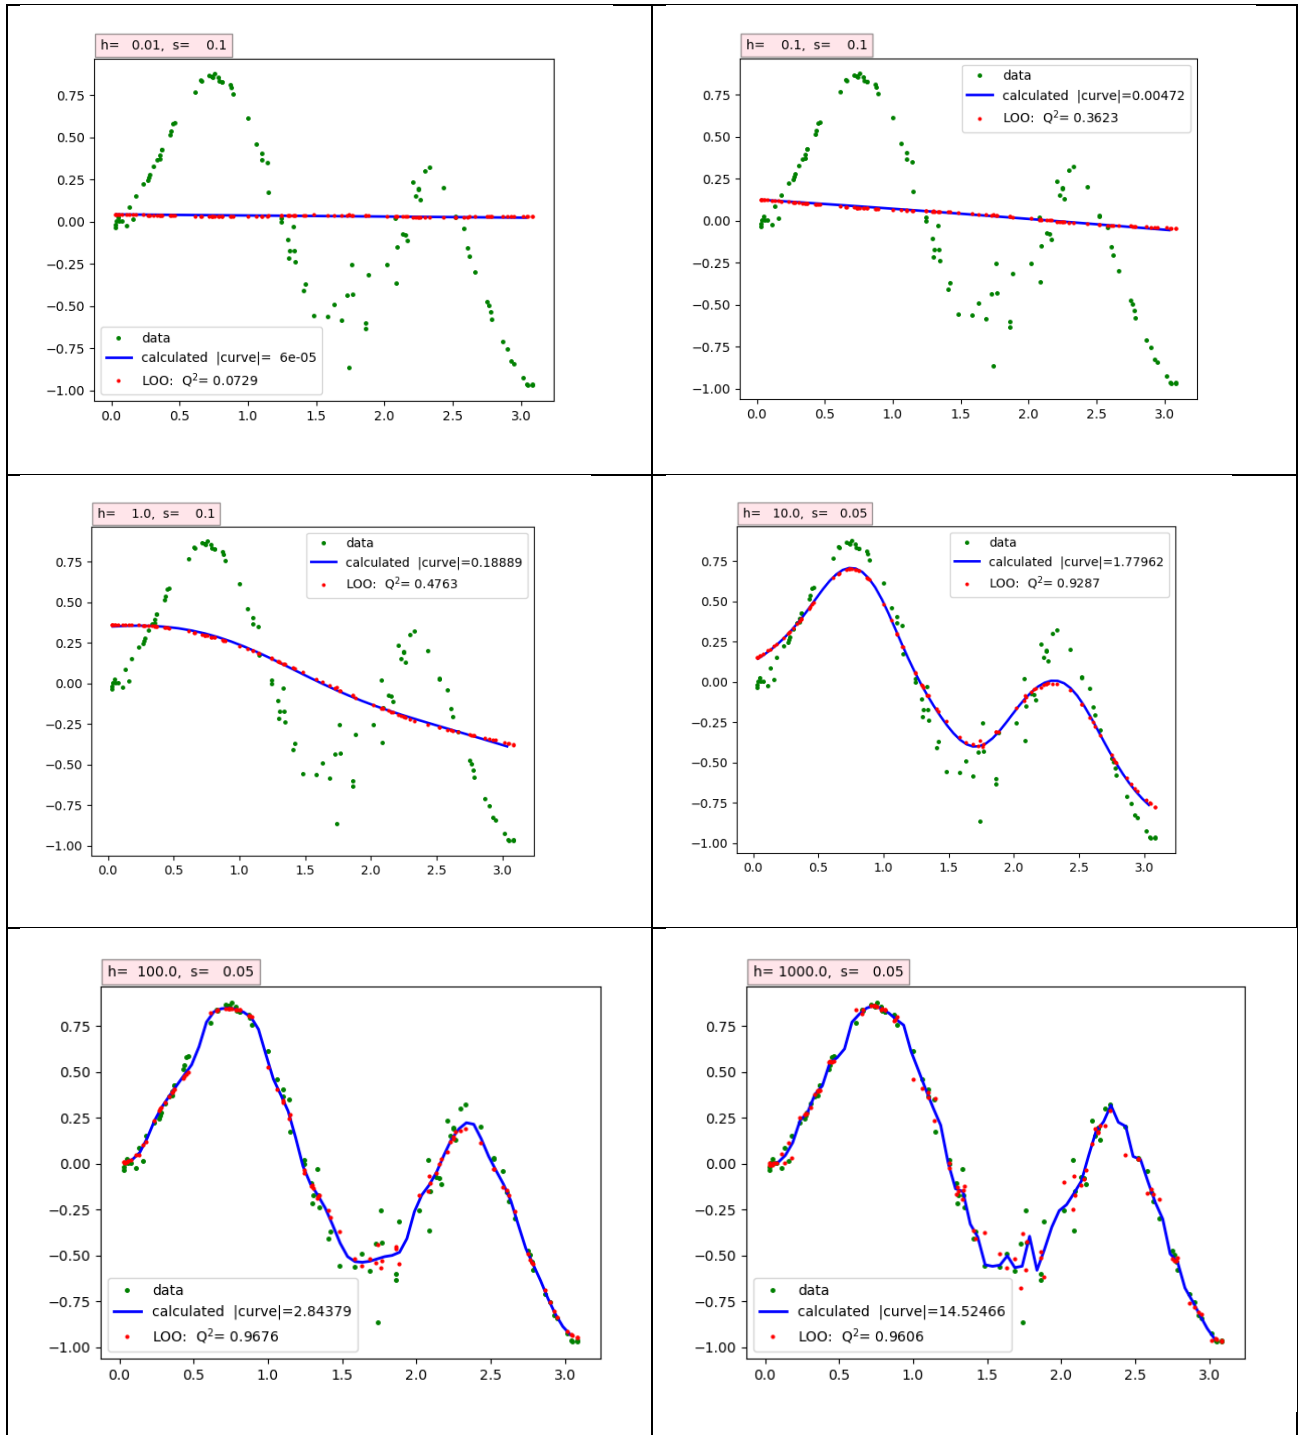 h= 0.01, s= 0.1
0.75
0.50
0.25
0.00
−0.25
−0.50
−0.75
−1.00
data
calculated |curve|= 6e-05
LOO: Q²= 0.0729
0.0 0.5 1.0 1.5 2.0 2.5 3.0
h= 0.1, s= 0.1
data
calculated |curve|=0.00472
LOO: Q²= 0.3623
0.75
0.50
0.25
0.00
−0.25
−0.50
−0.75
−1.00
0.0 0.5 1.0 1.5 2.0 2.5 3.0
h= 1.0, s= 0.1
data
calculated |curve|=0.18889
LOO: Q²= 0.4763
0.75
0.50
0.25
0.00
−0.25
−0.50
−0.75
−1.00
0.0 0.5 1.0 1.5 2.0 2.5 3.0
h= 10.0, s= 0.05
data
calculated |curve|=1.77962
LOO: Q²= 0.9287
0.75
0.50
0.25
0.00
−0.25
−0.50
−0.75
−1.00
0.0 0.5 1.0 1.5 2.0 2.5 3.0
h= 100.0, s= 0.05
0.75
0.50
0.25
0.00
−0.25
−0.50
−0.75
−1.00
data
calculated |curve|=2.84379
LOO: Q²= 0.9676
0.0 0.5 1.0 1.5 2.0 2.5 3.0
h= 1000.0, s= 0.05
0.75
0.50
0.25
0.00
−0.25
−0.50
−0.75
−1.00
data
calculated |curve|=14.52466
LOO: Q²= 0.9606
0.0 0.5 1.0 1.5 2.0 2.5 3.0